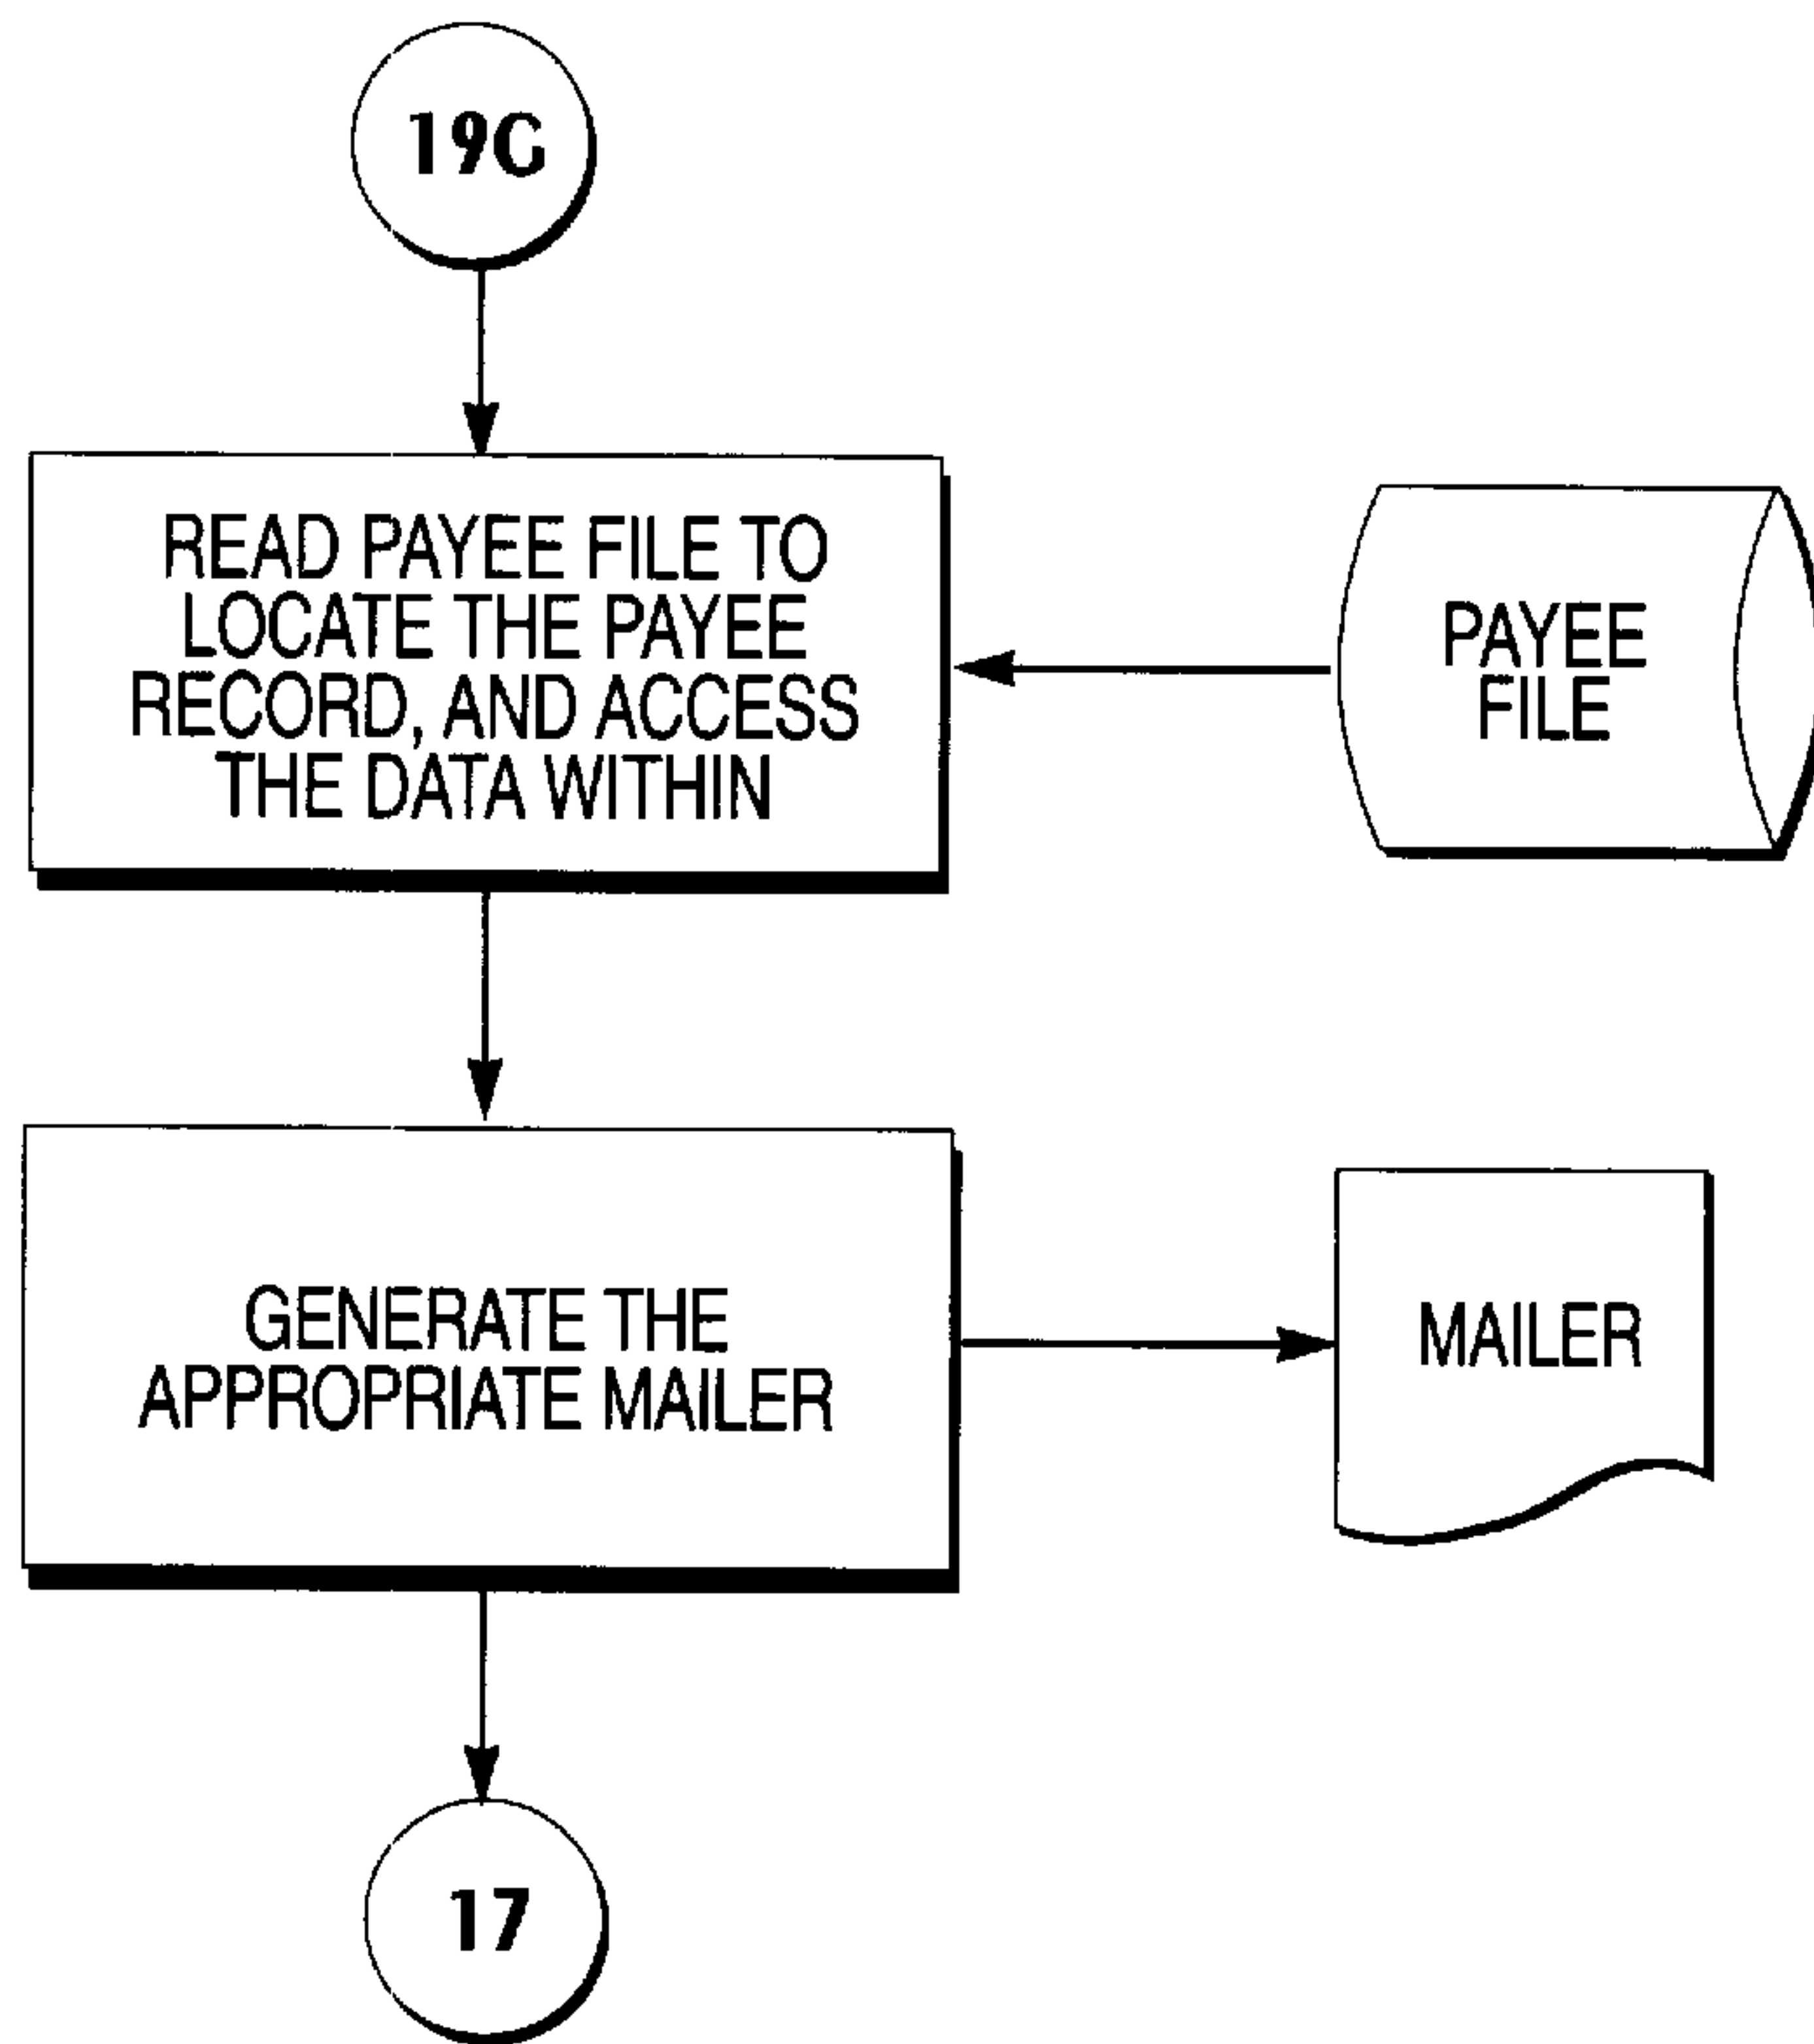 19G
READ PAYEE FILE TO
LOCATE THE PAYEE
RECORD, AND ACCESS
THE DATA WITHIN
PAYEE
FILE
GENERATE THE
APPROPRIATE MAILER
MAILER
17